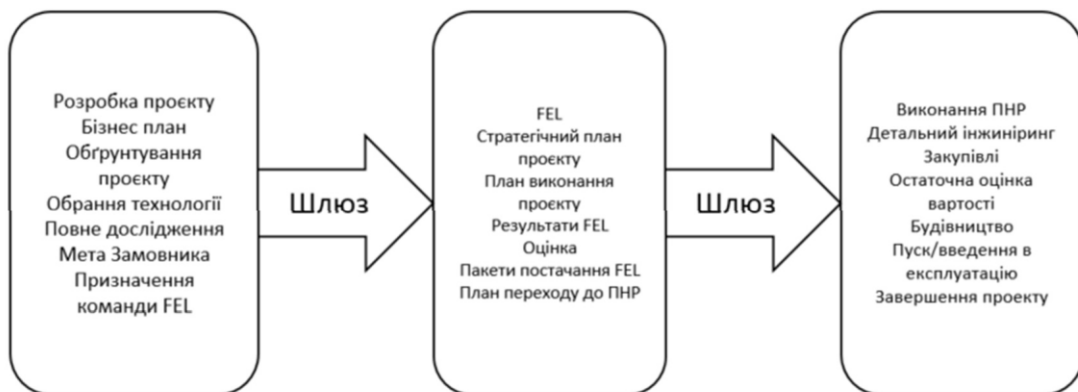 Розробка проєкту
Бізнес план
Обґрунтування
проєкту
Обрання технології
Повне дослідження
Мета Замовника
Призначення
команди FEL
Шлюз
FEL
Стратегічний план
проєкту
План виконання
проєкту
Результати FEL
Оцінка
Пакети постачання FEL
План переходу до ПНР
Шлюз
Виконання ПНР
Детальний інжиніринг
Закупівлі
Остаточна оцінка
вартості
Будівництво
Пуск/введення в
експлуатацію
Завершення проекту